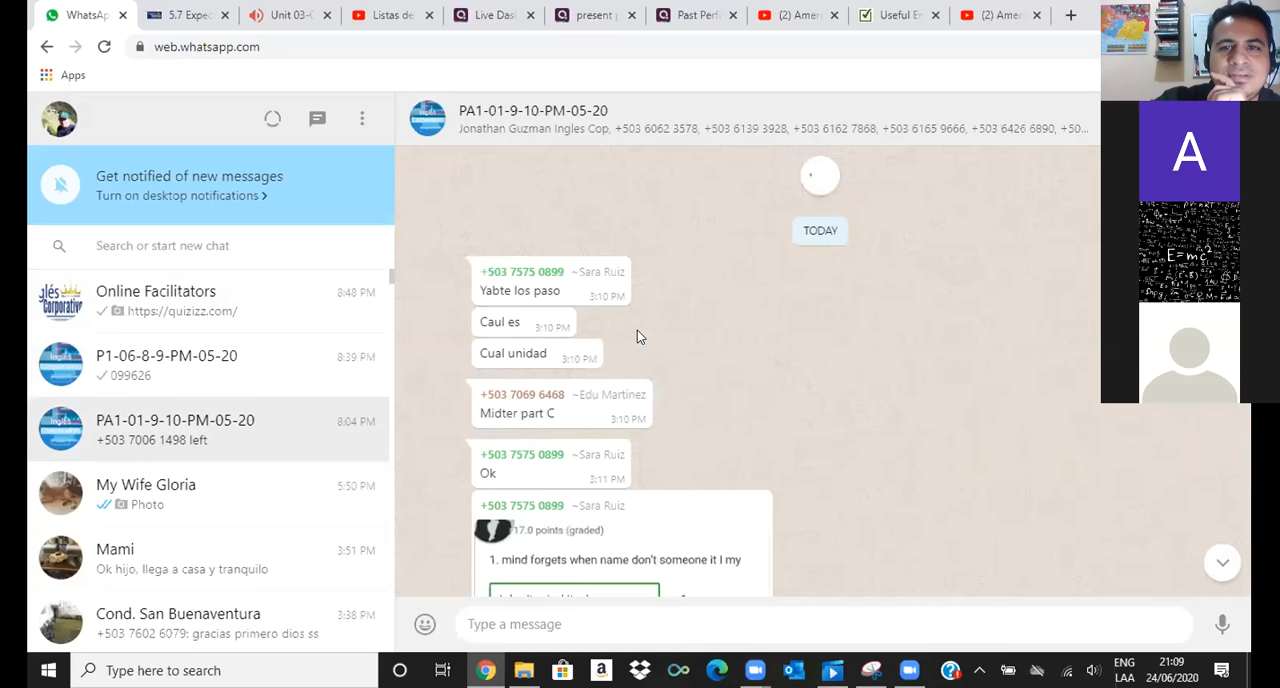 WhatsA
5.7 Expec
Unit 03-0
Listas de
Live Das
present p
Past Perf
(2) Amer
Useful Er
(2) Amer
web.whatsapp.com
Apps
PA1-01-9-10-PM-05-20
Jonathan Guzman Ingles Cop, +503 6062 3578, +503 6139 3928, +503 6162 7868, +503 6165 9666, +503 6426 6890, +50...
Get notified of new messages
Turn on desktop notifications >
Search or start new chat
Online Facilitators 8:48 PM
https://quizizz.com/
P1-06-8-9-PM-05-20 8:39 PM
099626
PA1-01-9-10-PM-05-20 8:04 PM
+503 7006 1498 left
My Wife Gloria 5:50 PM
Photo
Mami 3:51 PM
Ok hijo, llega a casa y tranquilo
Cond. San Buenaventura 3:38 PM
+503 7602 6079: gracias primero dios ss
TODAY
+503 7575 0899 ~Sara Ruiz
Yabte los paso 3:10 PM
Caul es 3:10 PM
Cual unidad 3:10 PM
+503 7069 6468 ~Edu Martinez
Midter part C 3:10 PM
+503 7575 0899 ~Sara Ruiz
Ok 3:11 PM
+503 7575 0899 ~Sara Ruiz
17.0 points (graded)
1. mind forgets when name don't someone it I my
Type a message
A
E=mc²
Type here to search
ENG
LAA
21:09
24/06/2020